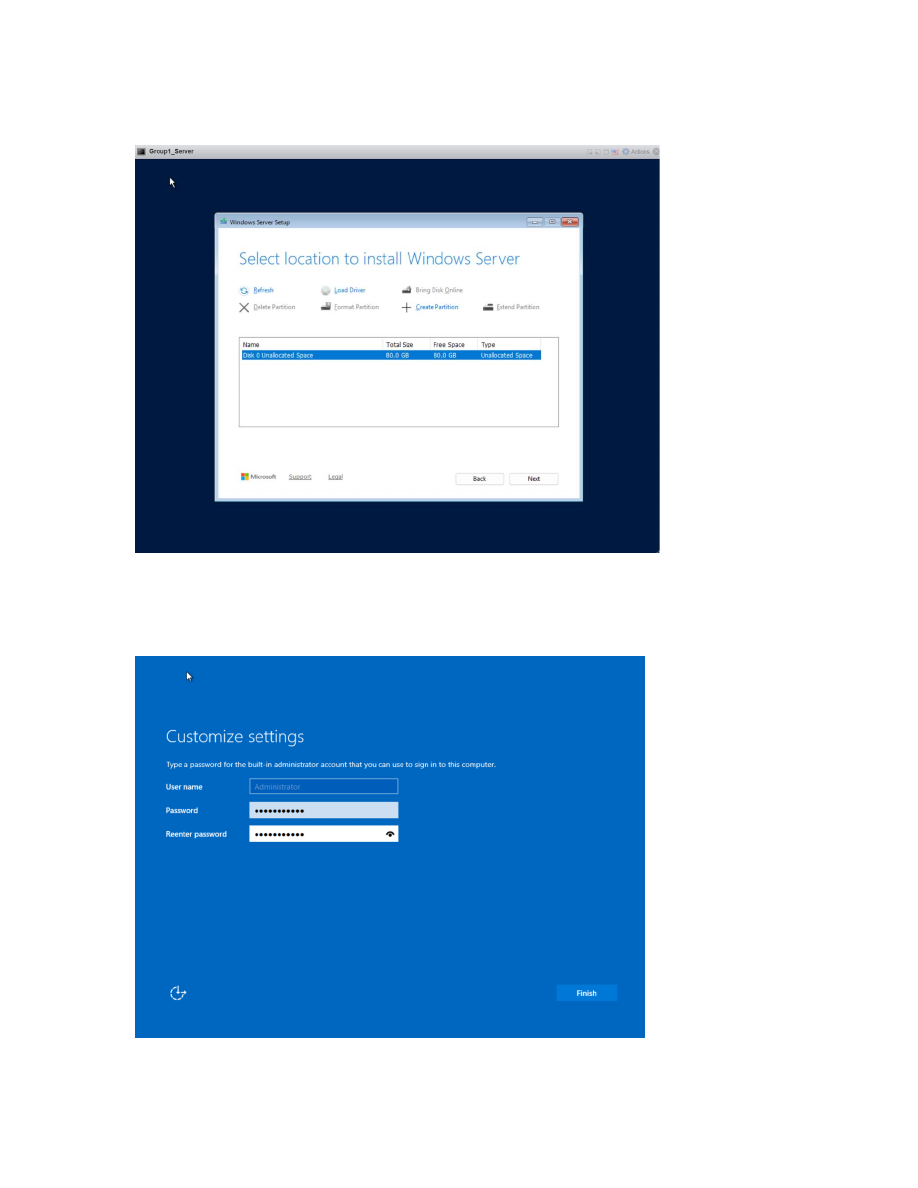 Group1_Server Actions
Windows Server Setup
Select location to install Windows Server
Refresh Load Driver Bring Disk Online
Delete Partition Format Partition Create Partition Extend Partition
Name Total Size Free Space Type
Disk 0 Unallocated Space 80.0 GB 80.0 GB Unallocated Space
Microsoft Support Legal Back Next
Customize settings
Type a password for the built-in administrator account that you can use to sign in to this computer.
User name Administrator
Password •••••••••••
Reenter password •••••••••••
Finish